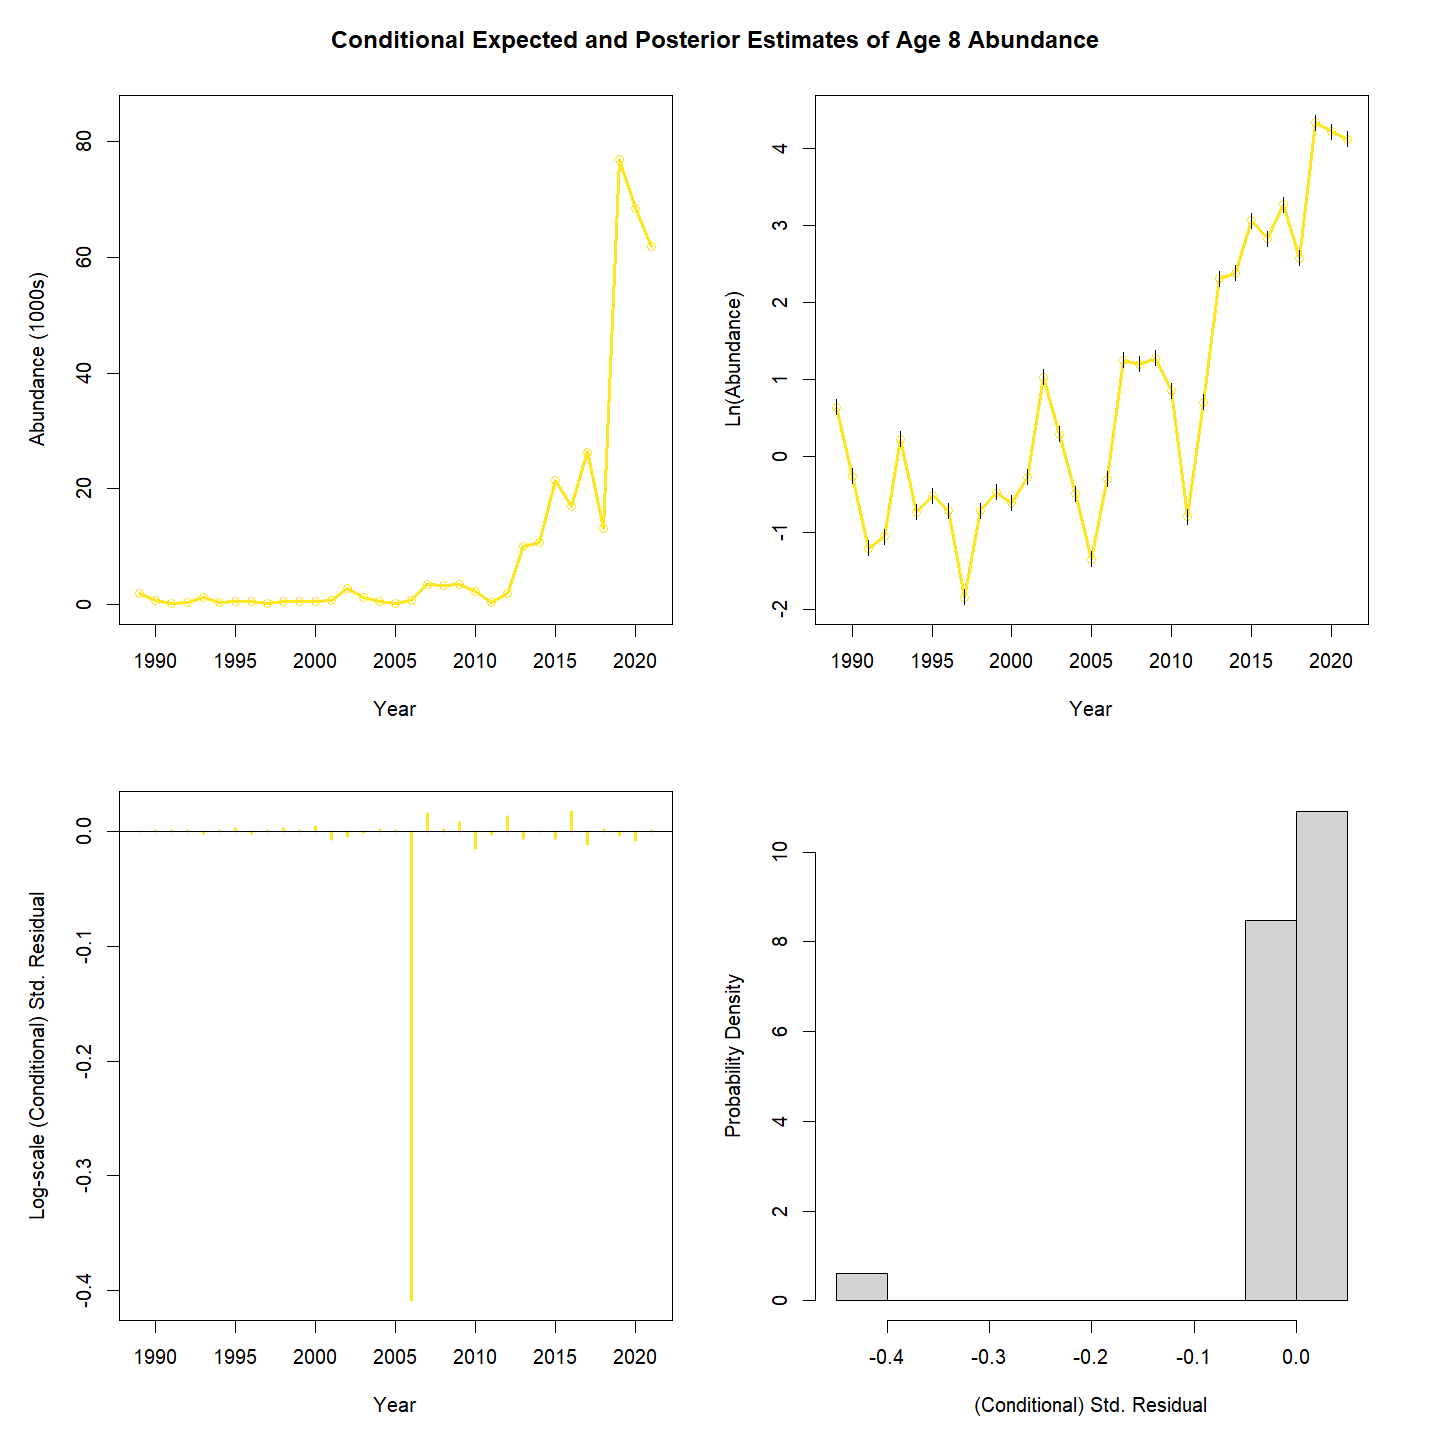 Conditional Expected and Posterior Estimates of Age 8 Abundance
Abundance (1000s)
80
60
40
20
0
1990 1995 2000 2005 2010 2015 2020
Year
Ln(Abundance)
4
3
2
1
0
-1
-2
1990 1995 2000 2005 2010 2015 2020
Year
Log-scale (Conditional) Std. Residual
0.0
-0.1
-0.2
-0.3
-0.4
1990 1995 2000 2005 2010 2015 2020
Year
Probability Density
10
8
6
4
2
0
-0.4 -0.3 -0.2 -0.1 0.0
(Conditional) Std. Residual